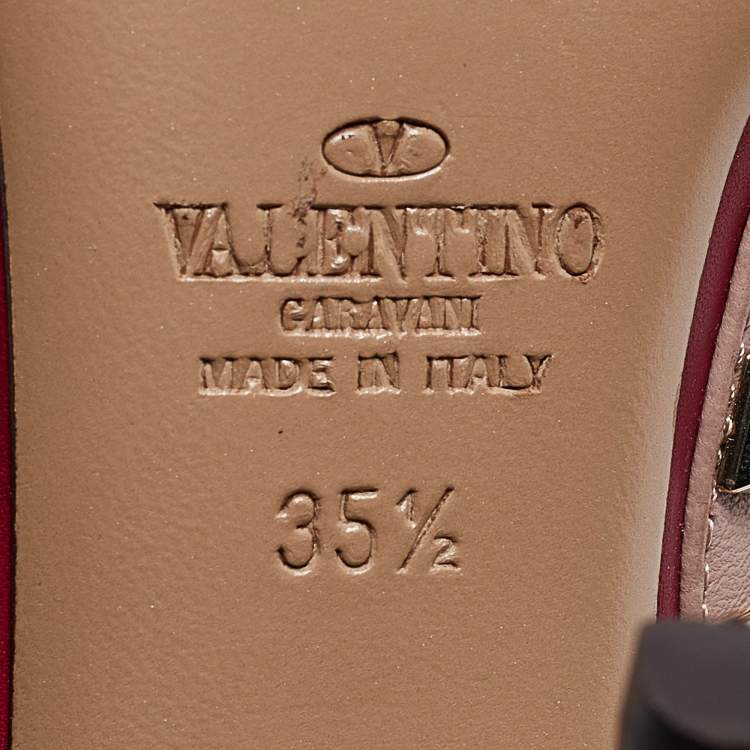 V
VALENTINO
GARAVANI
MADE IN ITALY
35½